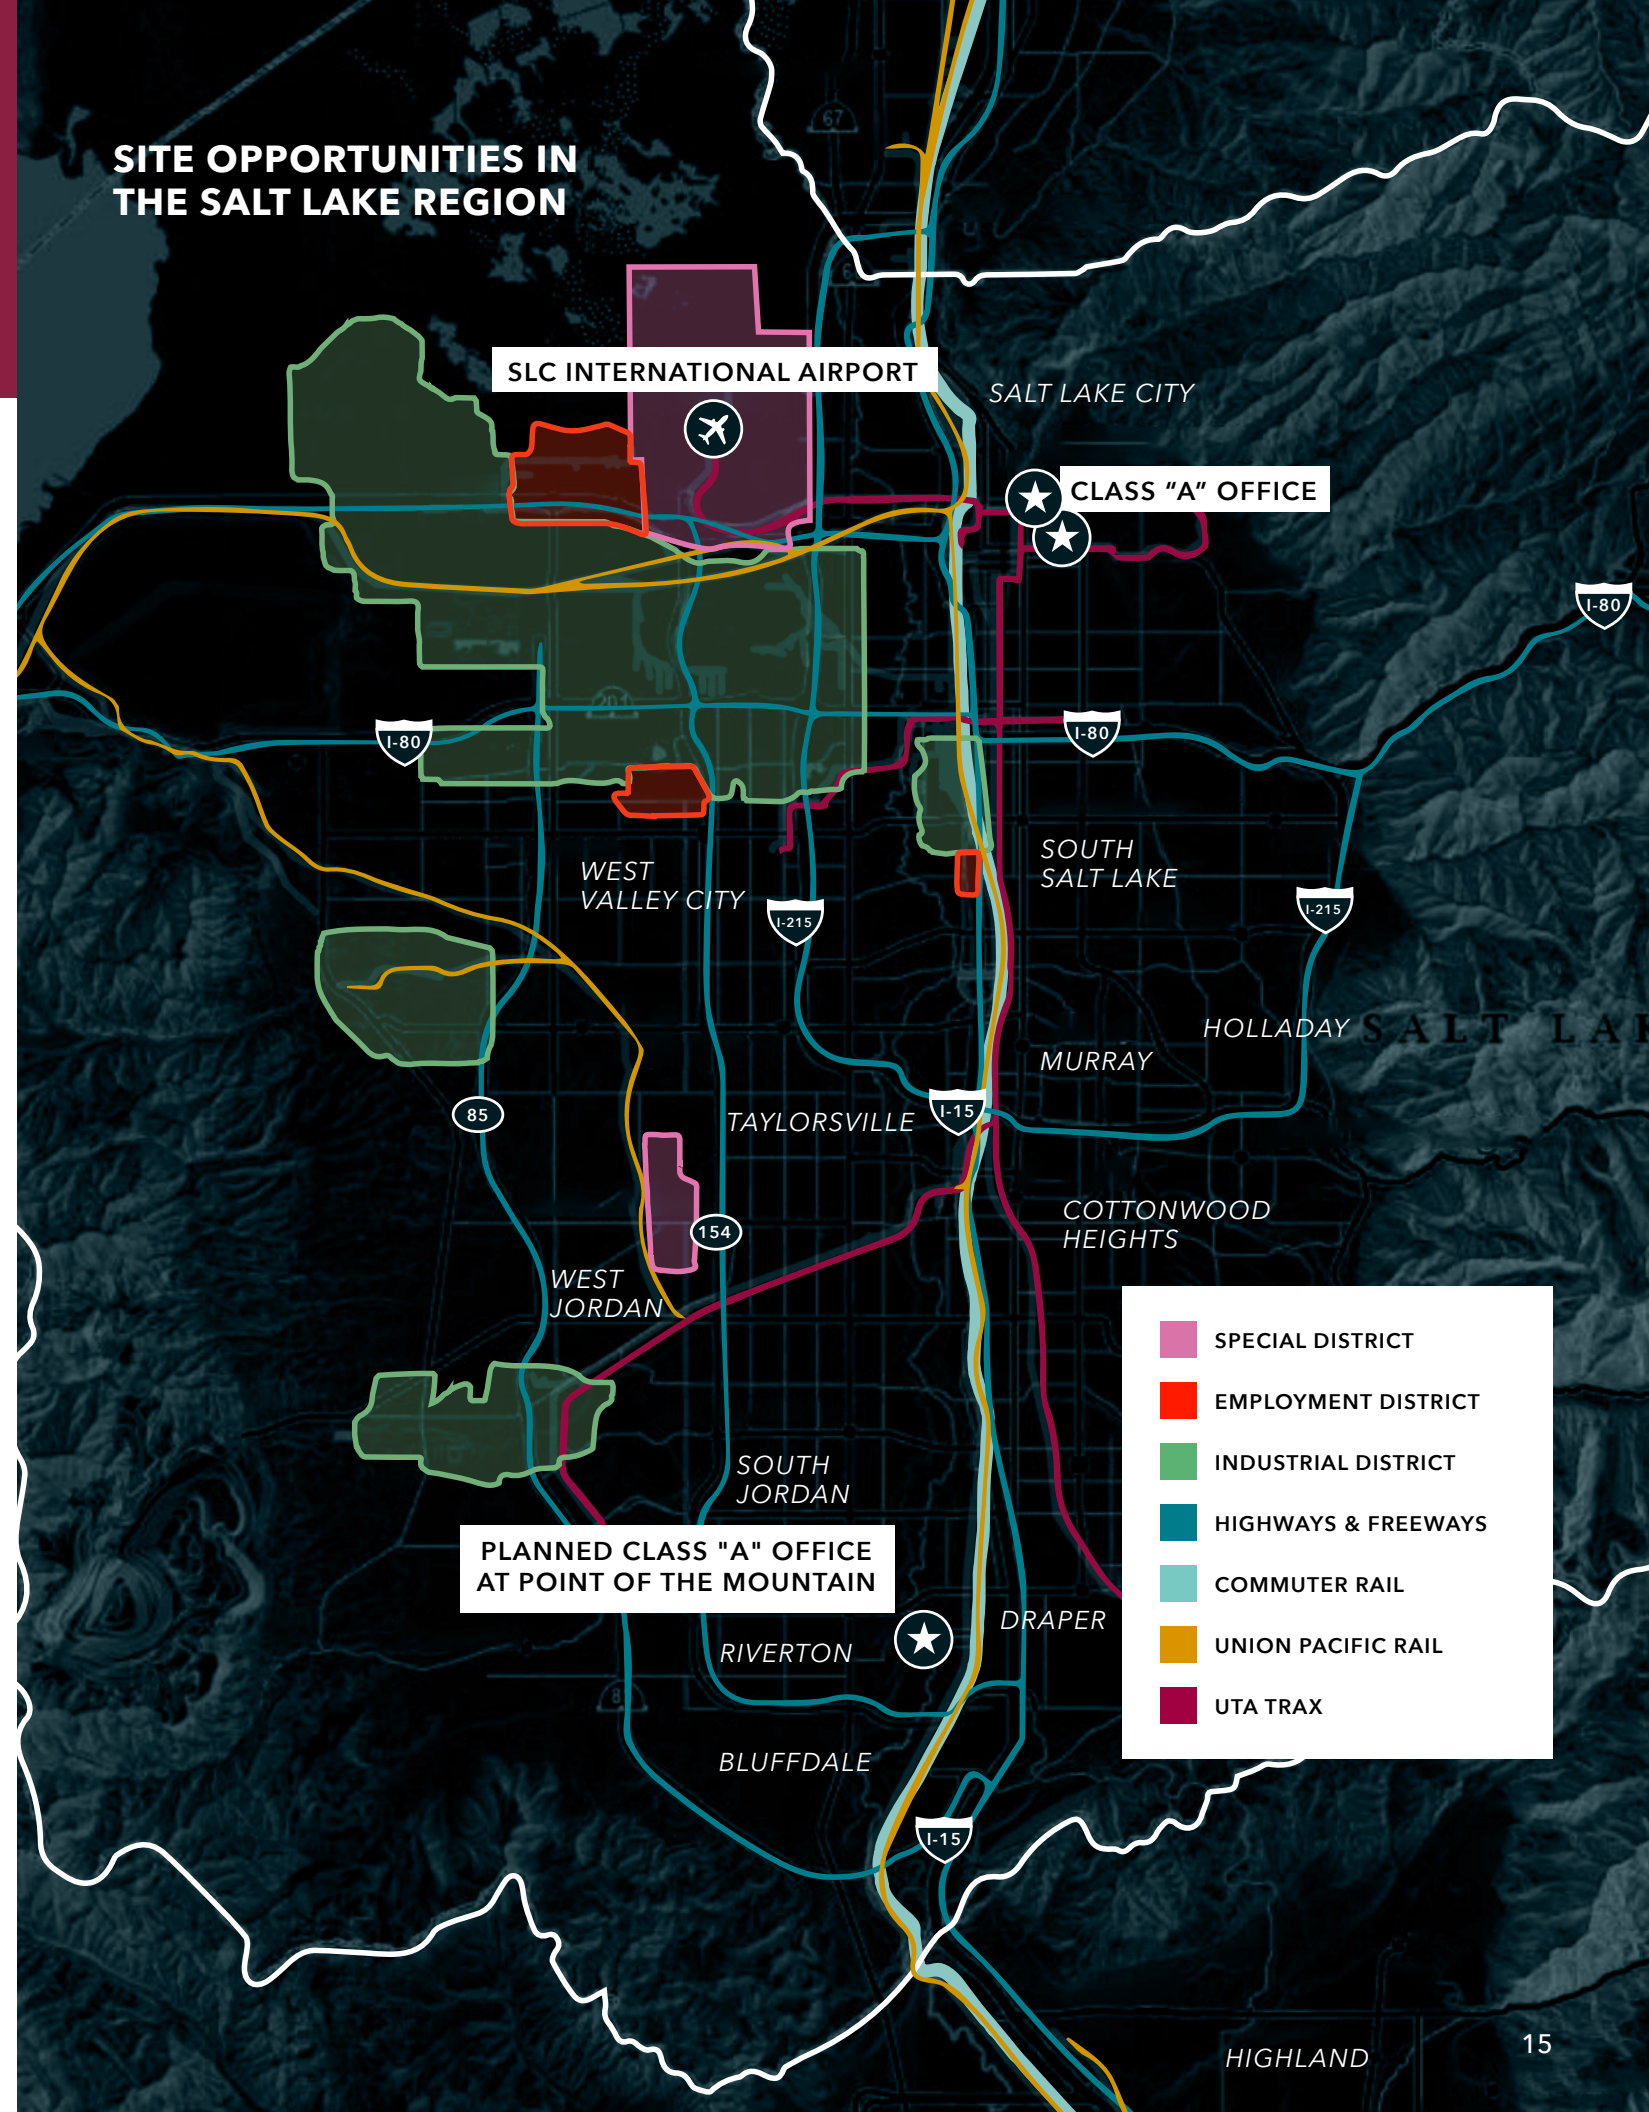 SITE OPPORTUNITIES IN
THE SALT LAKE REGION
67
SLC INTERNATIONAL AIRPORT
SALT LAKE CITY
CLASS “A” OFFICE
I-80
201
I-80
I-80
WEST
VALLEY CITY
SOUTH
SALT LAKE
I-215
I-215
HOLLADAY
SALT LA
MURRAY
I-15
85
TAYLORSVILLE
154
COTTONWOOD
HEIGHTS
WEST
JORDAN
SPECIAL DISTRICT
EMPLOYMENT DISTRICT
INDUSTRIAL DISTRICT
HIGHWAYS & FREEWAYS
COMMUTER RAIL
UNION PACIFIC RAIL
UTA TRAX
SOUTH
JORDAN
PLANNED CLASS "A" OFFICE
AT POINT OF THE MOUNTAIN
DRAPER
RIVERTON
BLUFFDALE
I-15
HIGHLAND
15